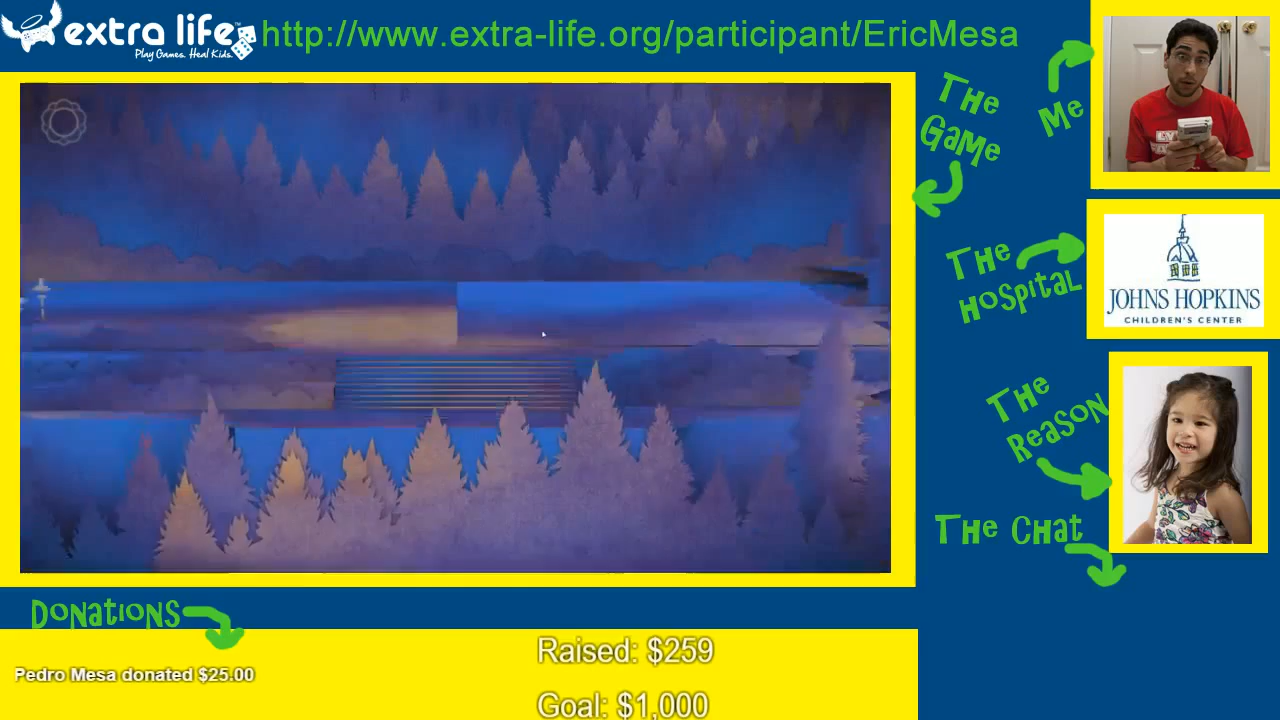 extra life
Play Games. Heal Kids.
http://www.extra-life.org/participant/EricMesa
The Game
Me
The Hospital
JOHNS HOPKINS
CHILDREN'S CENTER
The Reason
The Chat
Donations
Pedro Mesa donated $25.00
Raised: $259
Goal: $1,000